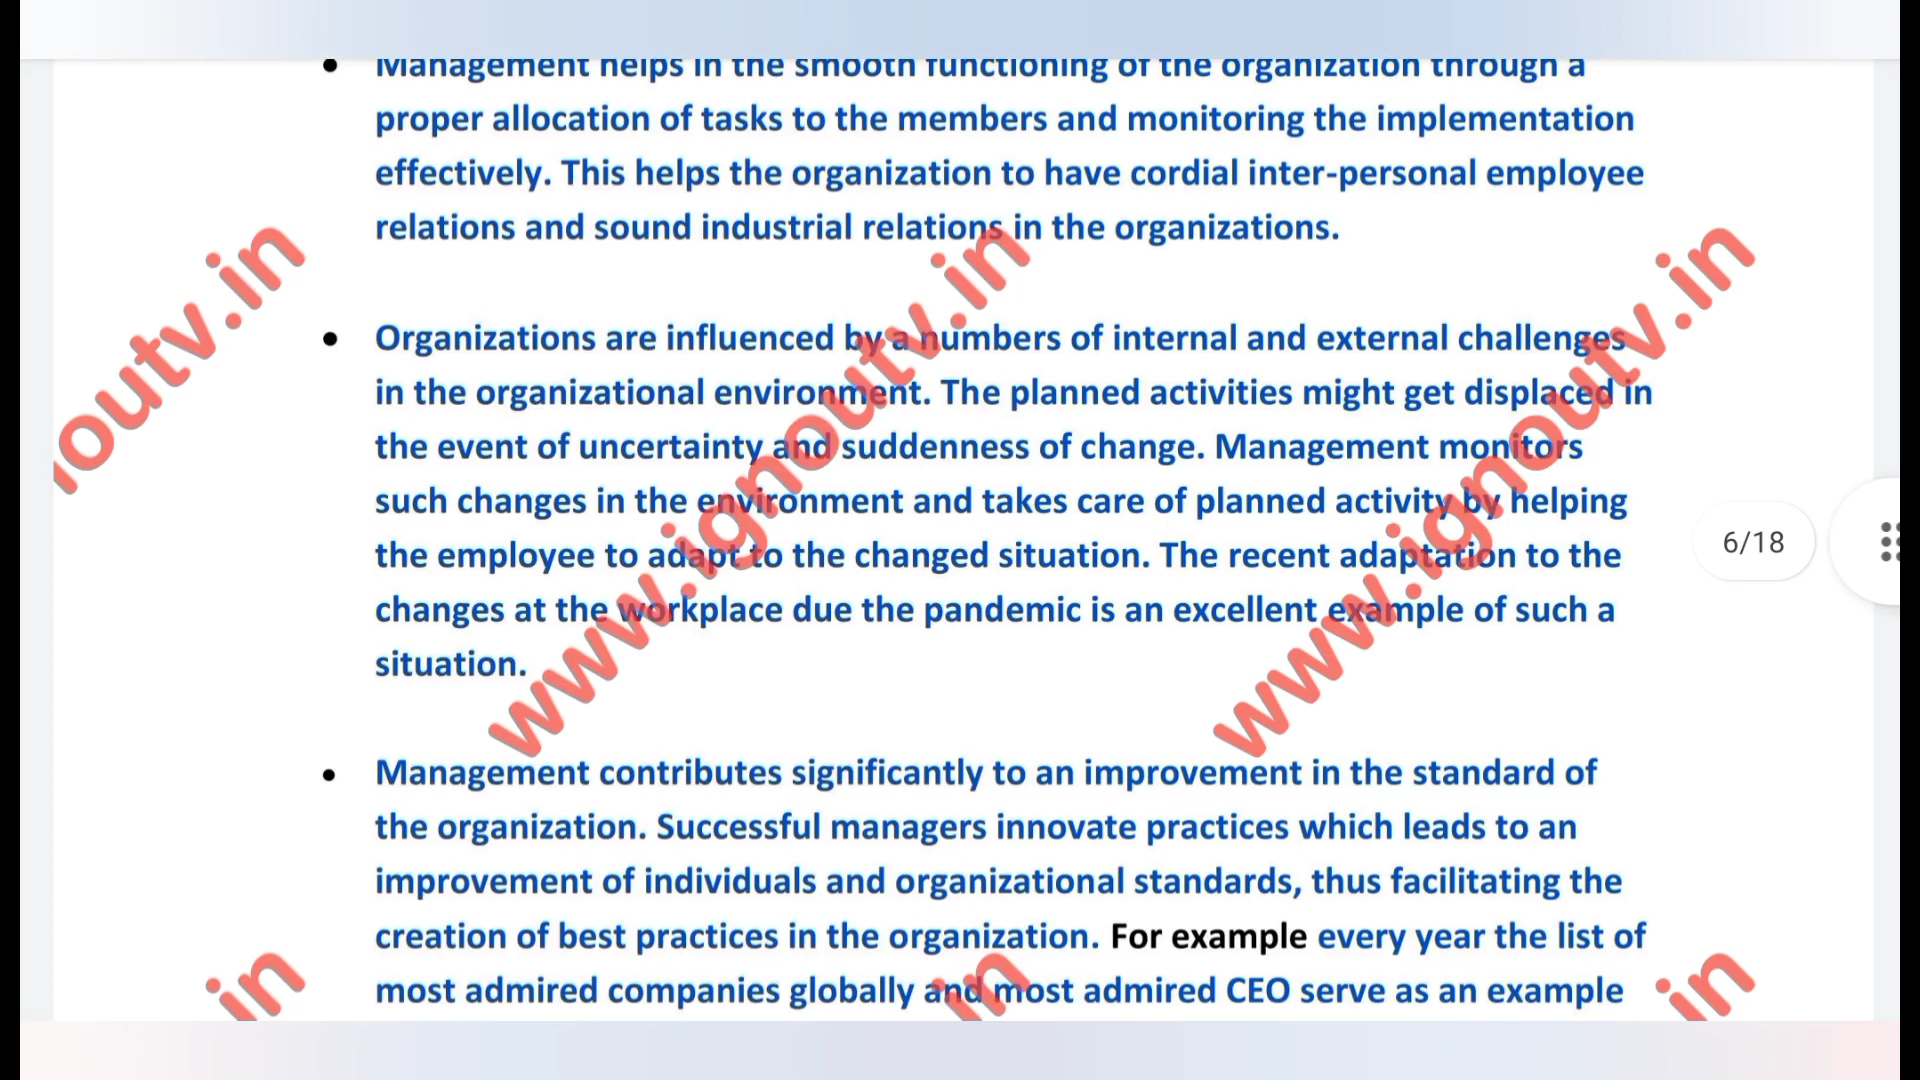 Management helps in the smooth functioning of the organization through a
proper allocation of tasks to the members and monitoring the implementation
effectively. This helps the organization to have cordial inter-personal employee
relations and sound industrial relations in the organizations.
Organizations are influenced by a numbers of internal and external challenges
in the organizational environment. The planned activities might get displaced in
the event of uncertainty and suddenness of change. Management monitors
such changes in the environment and takes care of planned activity by helping
the employee to adapt to the changed situation. The recent adaptation to the
changes at the workplace due the pandemic is an excellent example of such a
situation.
Management contributes significantly to an improvement in the standard of
the organization. Successful managers innovate practices which leads to an
improvement of individuals and organizational standards, thus facilitating the
creation of best practices in the organization. For example every year the list of
most admired companies globally and most admired CEO serve as an example
6/18
noutv.in
www.ignoutv.in
www.ignoutv.in
in
in
in